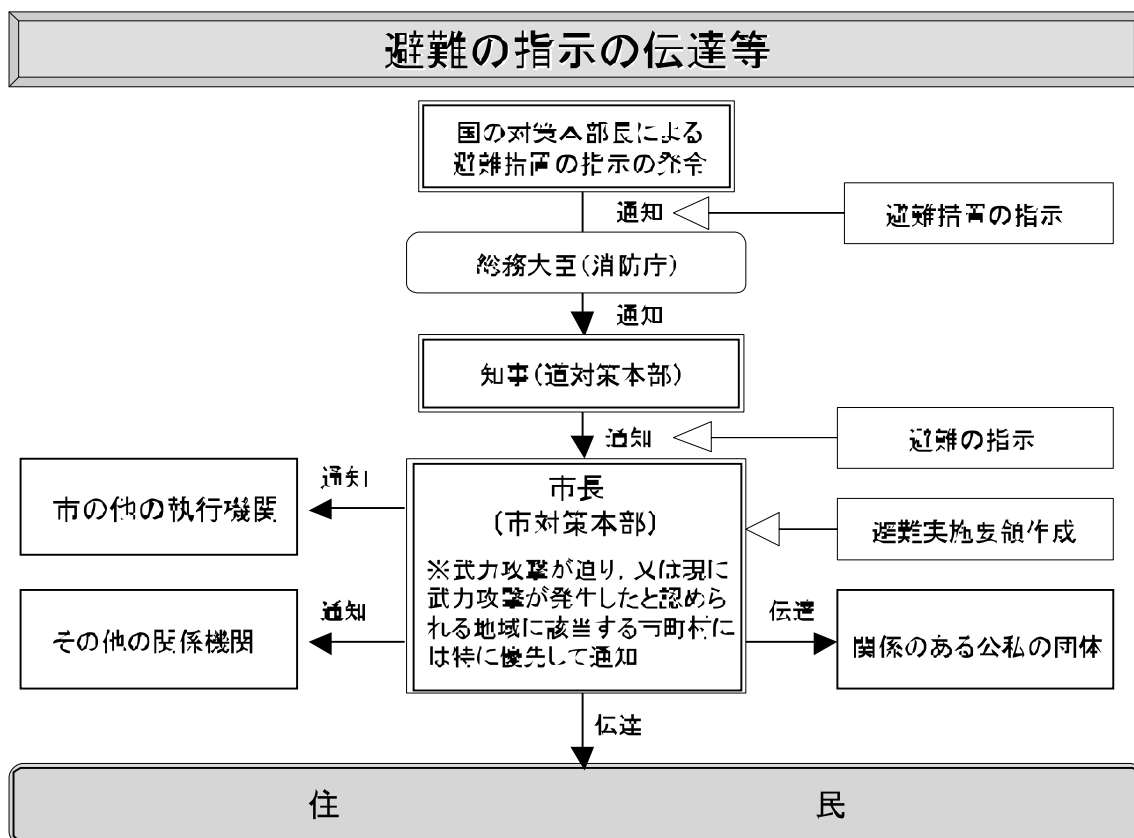 避難の指示の伝達等
国の対策本部長による
避難措置の指示の発令
通知
避難措置の指示
総務大臣(消防庁)
通知
知事(道対策本部)
通知
避難の指示
市の他の執行機関
通知
市長
(市対策本部)
※武力攻撃が迫り,又は現に
武力攻撃が発生したと認めら
れる地域に該当する市町村に
は特に優先して通知
避難実施要領作成
その他の関係機関
通知
伝達
関係のある公私の団体
伝達
住 民